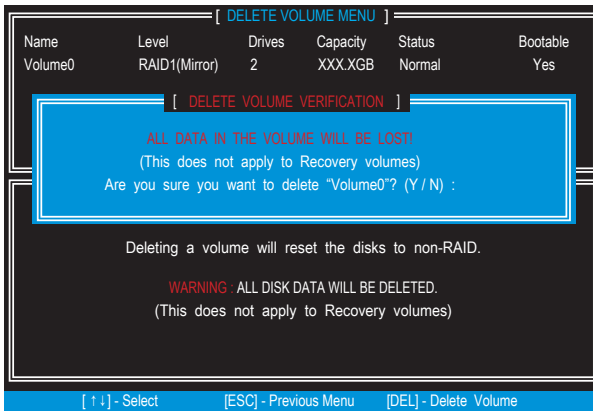 [ DELETE VOLUME MENU ]
Name Level Drives Capacity Status Bootable
Volume0 RAID1(Mirror) 2 XXX.XGB Normal Yes
[ DELETE VOLUME VERIFICATION ]
ALL DATA IN THE VOLUME WILL BE LOST!
(This does not apply to Recovery volumes)
Are you sure you want to delete “Volume0”? (Y / N) :
Deleting a volume will reset the disks to non-RAID.
WARNING : ALL DISK DATA WILL BE DELETED.
(This does not apply to Recovery volumes)
[ ↑↓] - Select [ESC] - Previous Menu [DEL] - Delete Volume